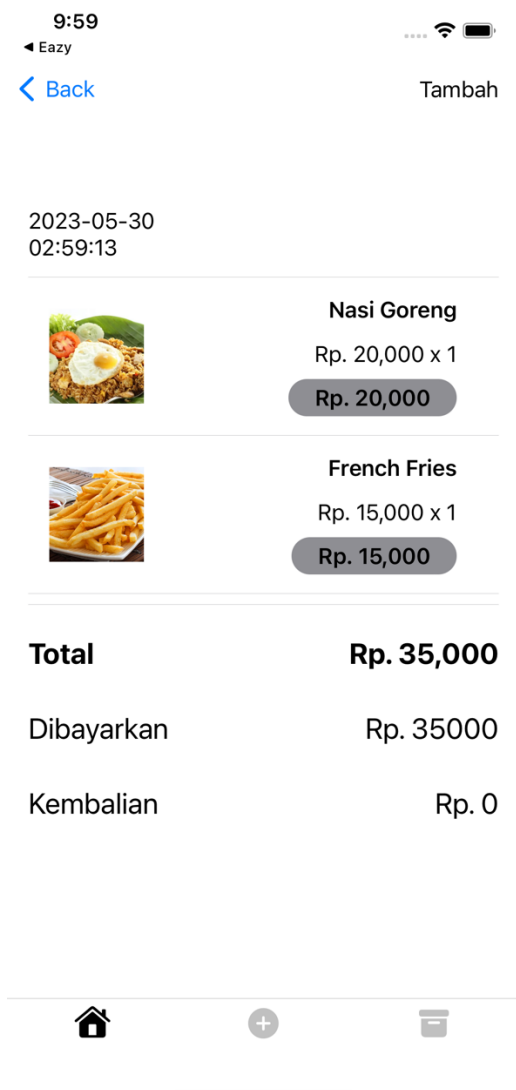 9:59
◀ Eazy
Back
Tambah
2023-05-30
02:59:13
Nasi Goreng
Rp. 20,000 x 1
Rp. 20,000
French Fries
Rp. 15,000 x 1
Rp. 15,000
Total Rp. 35,000
Dibayarkan Rp. 35000
Kembalian Rp. 0